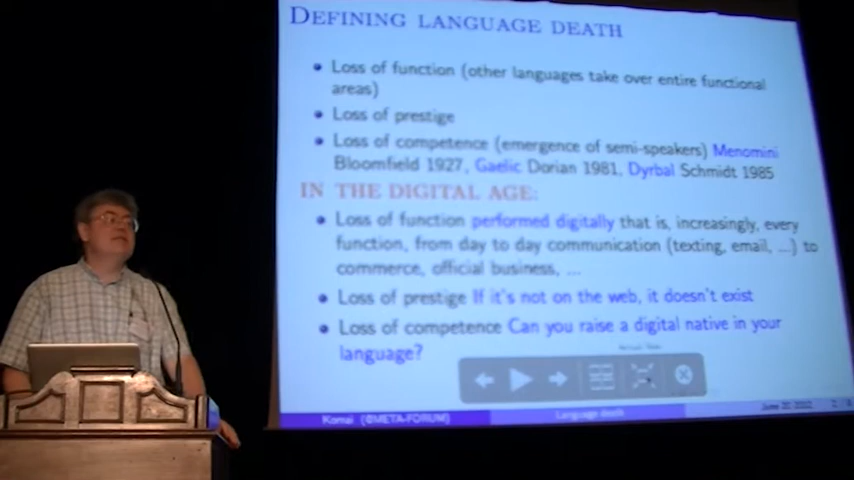 DEFINING LANGUAGE DEATH
Loss of function (other languages take over entire functional
areas)
Loss of prestige
Loss of competence (emergence of semi-speakers) Menomini
Bloomfield 1927, Gaelic Dorian 1981, Dyrbal Schmidt 1985
IN THE DIGITAL AGE:
Loss of function performed digitally that is, increasingly, every
function, from day to day communication (texting, email, ...) to
commerce, official business, ...
Loss of prestige If it's not on the web, it doesn't exist
Loss of competence Can you raise a digital native in your
language?
Kornai (@META-FORUM)
Language death
June 20 2012